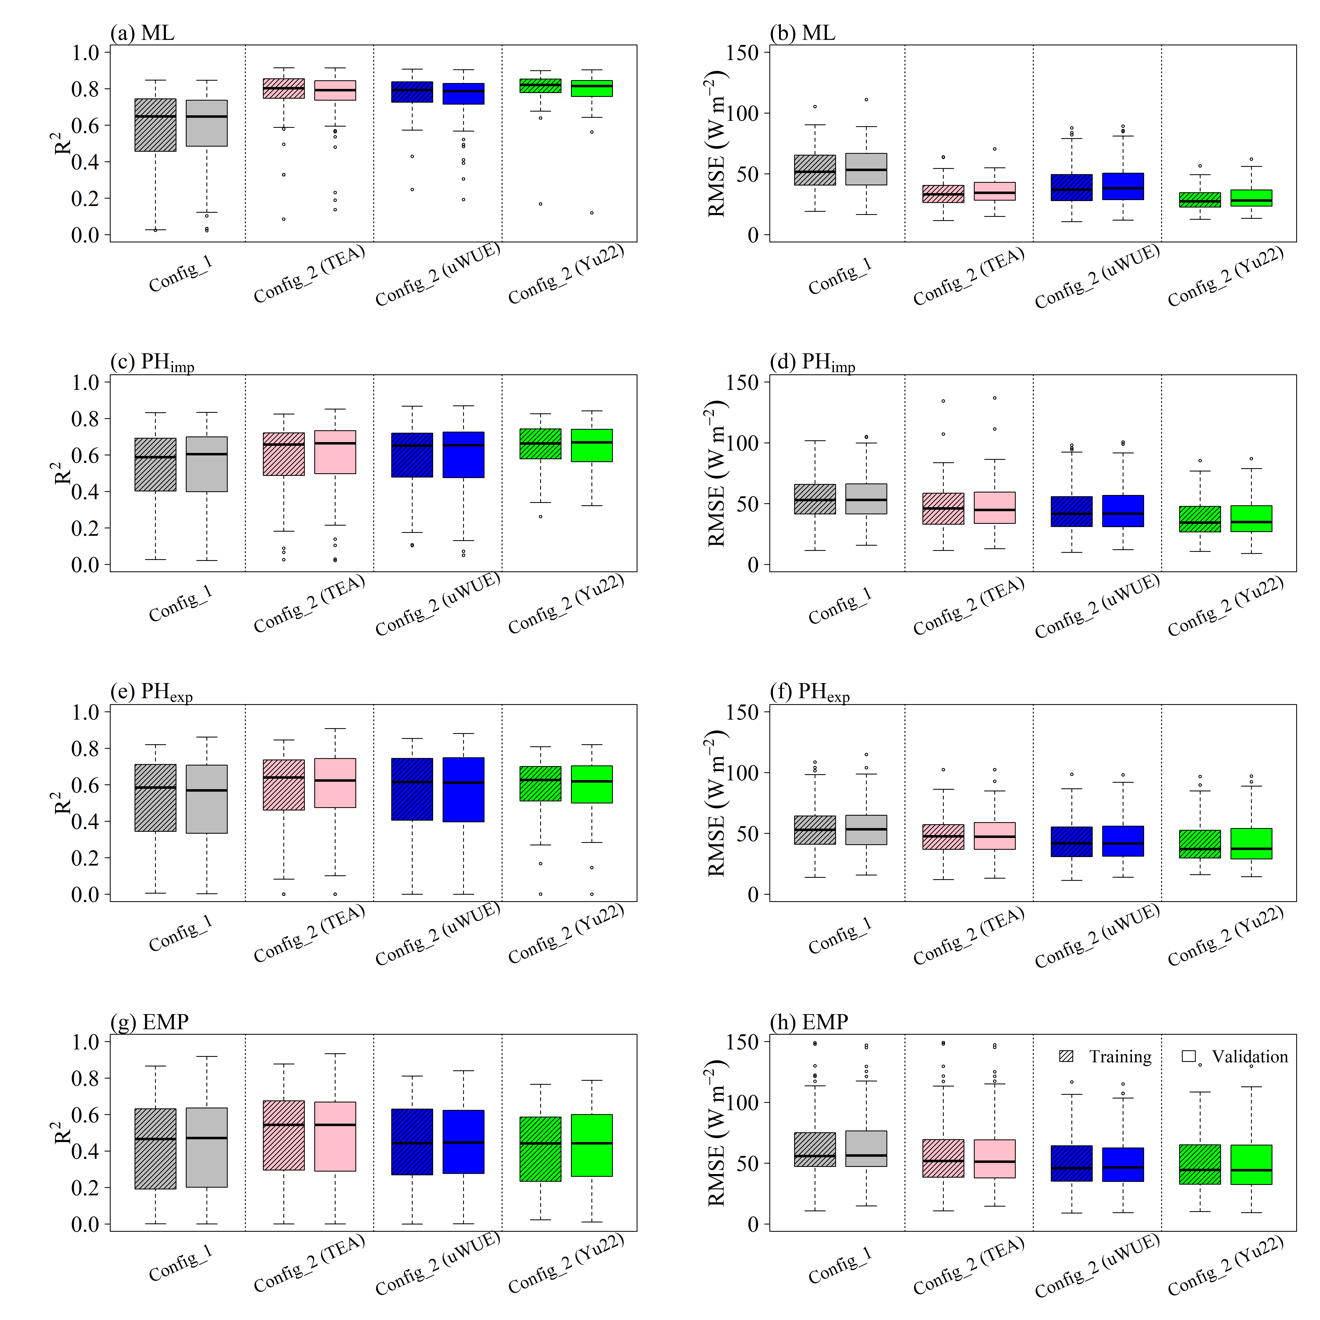 (a) ML
1.0
0.8
0.6
0.4
0.2
0.0
R²
Config_1
Config_2 (TEA)
Config_2 (uWUE)
Config_2 (Yu22)
(b) ML
150
100
50
0
RMSE (W m⁻²)
Config_1
Config_2 (TEA)
Config_2 (uWUE)
Config_2 (Yu22)
(c) PHimp
1.0
0.8
0.6
0.4
0.2
0.0
R²
Config_1
Config_2 (TEA)
Config_2 (uWUE)
Config_2 (Yu22)
(d) PHimp
150
100
50
0
RMSE (W m⁻²)
Config_1
Config_2 (TEA)
Config_2 (uWUE)
Config_2 (Yu22)
(e) PHexp
1.0
0.8
0.6
0.4
0.2
0.0
R²
Config_1
Config_2 (TEA)
Config_2 (uWUE)
Config_2 (Yu22)
(f) PHexp
150
100
50
0
RMSE (W m⁻²)
Config_1
Config_2 (TEA)
Config_2 (uWUE)
Config_2 (Yu22)
(g) EMP
1.0
0.8
0.6
0.4
0.2
0.0
R²
Config_1
Config_2 (TEA)
Config_2 (uWUE)
Config_2 (Yu22)
(h) EMP
150
100
50
0
RMSE (W m⁻²)
Training Validation
Config_1
Config_2 (TEA)
Config_2 (uWUE)
Config_2 (Yu22)